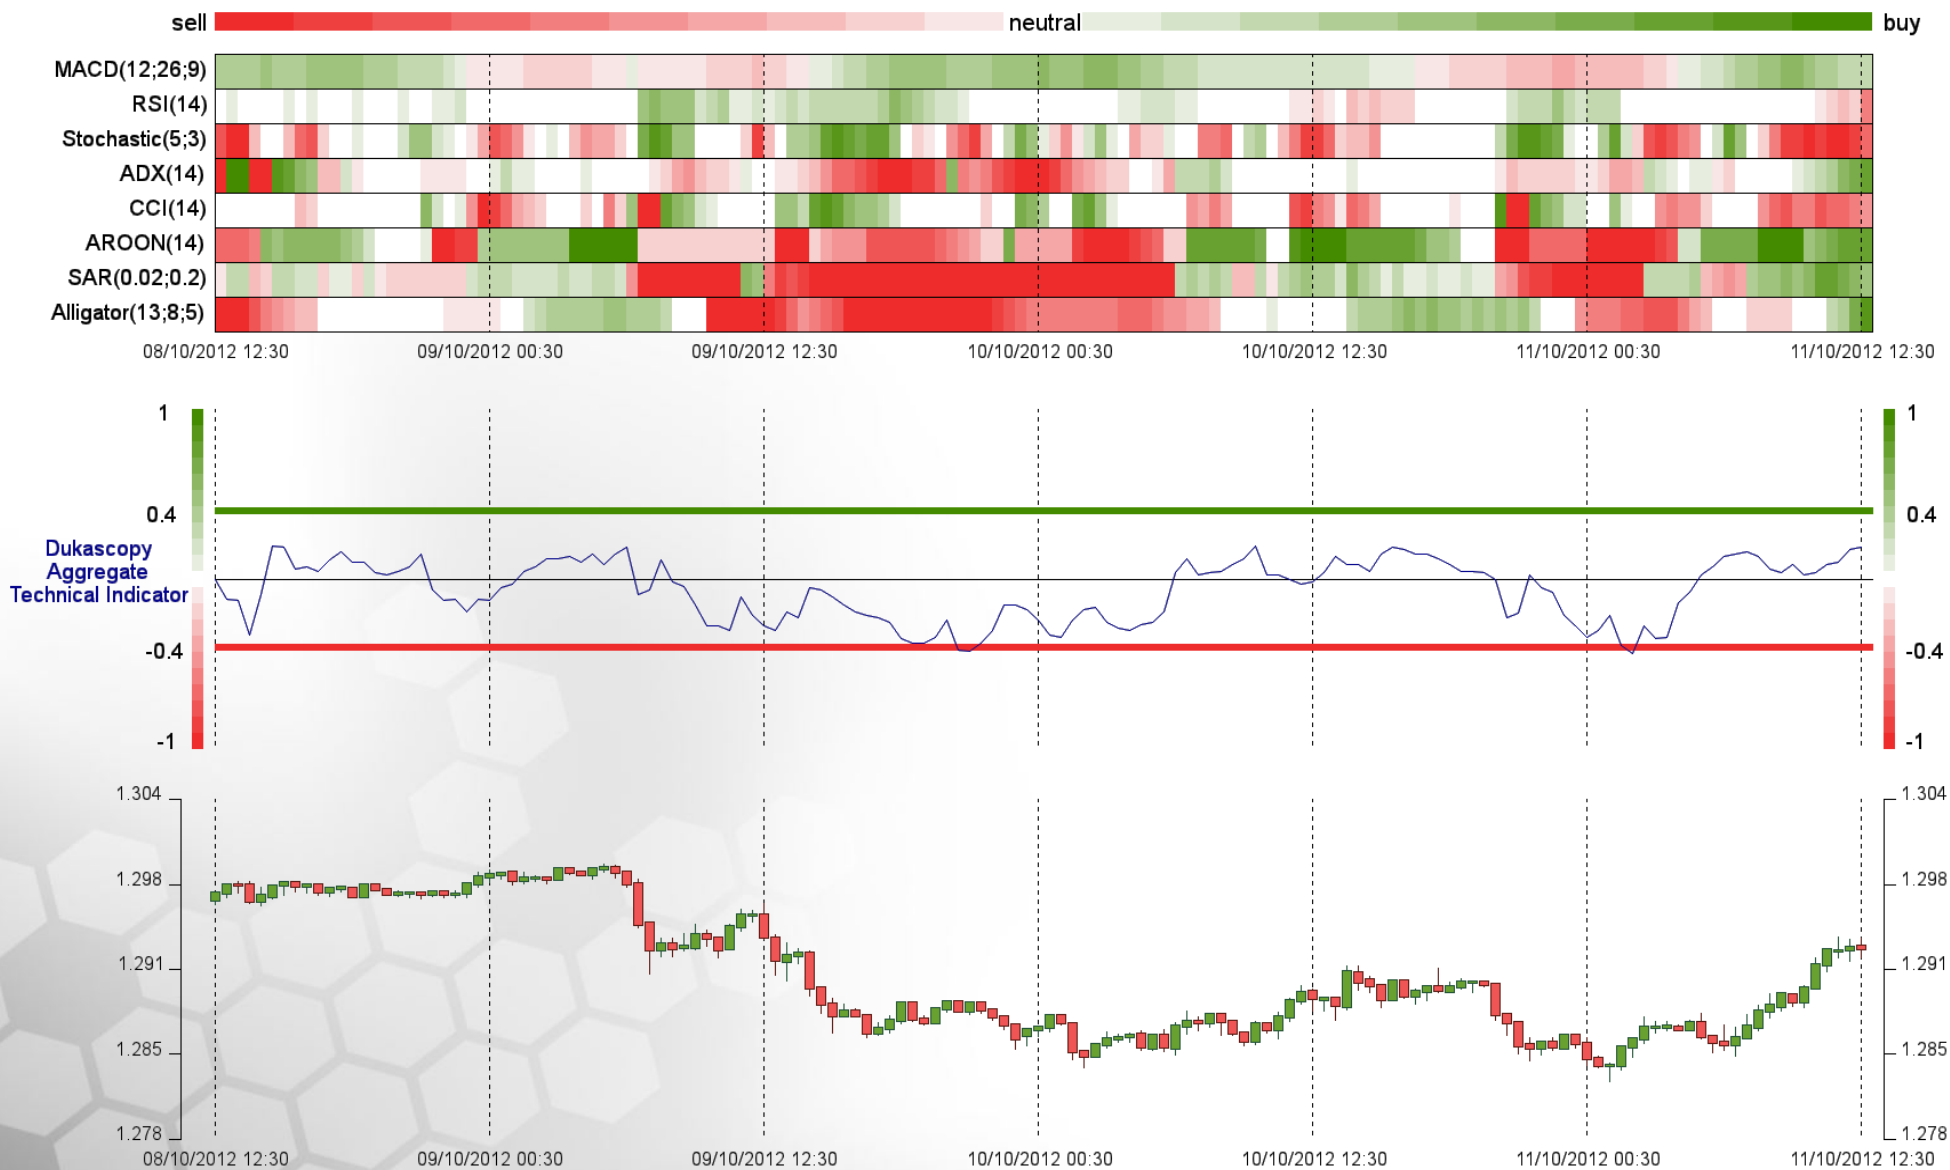 sell neutral buy
MACD(12;26;9)
RSI(14)
Stochastic(5;3)
ADX(14)
CCI(14)
AROON(14)
SAR(0.02;0.2)
Alligator(13;8;5)
08/10/2012 12:30 09/10/2012 00:30 09/10/2012 12:30 10/10/2012 00:30 10/10/2012 12:30 11/10/2012 00:30 11/10/2012 12:30
1 1
0.4 0.4
Dukascopy
Aggregate
Technical Indicator
-0.4 -0.4
-1 -1
1.304 1.304
1.298 1.298
1.291 1.291
1.285 1.285
1.278 1.278
08/10/2012 12:30 09/10/2012 00:30 09/10/2012 12:30 10/10/2012 00:30 10/10/2012 12:30 11/10/2012 00:30 11/10/2012 12:30